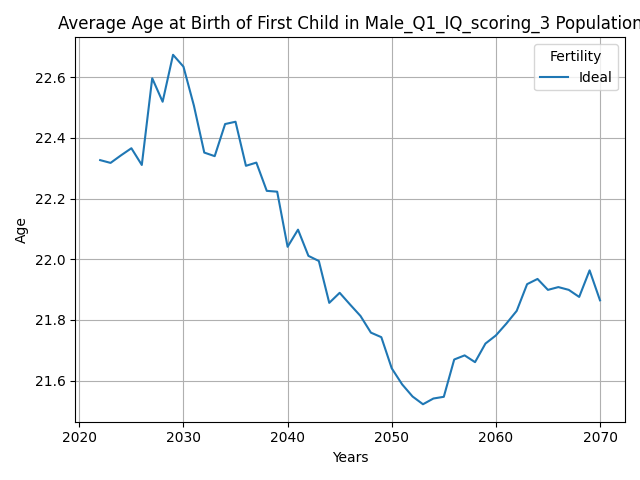 Average Age at Birth of First Child in Male_Q1_IQ_scoring_3 Population
Fertility
Ideal
22.6
22.4
22.2
22.0
21.8
21.6
Age
2020
2030
2040
2050
2060
2070
Years